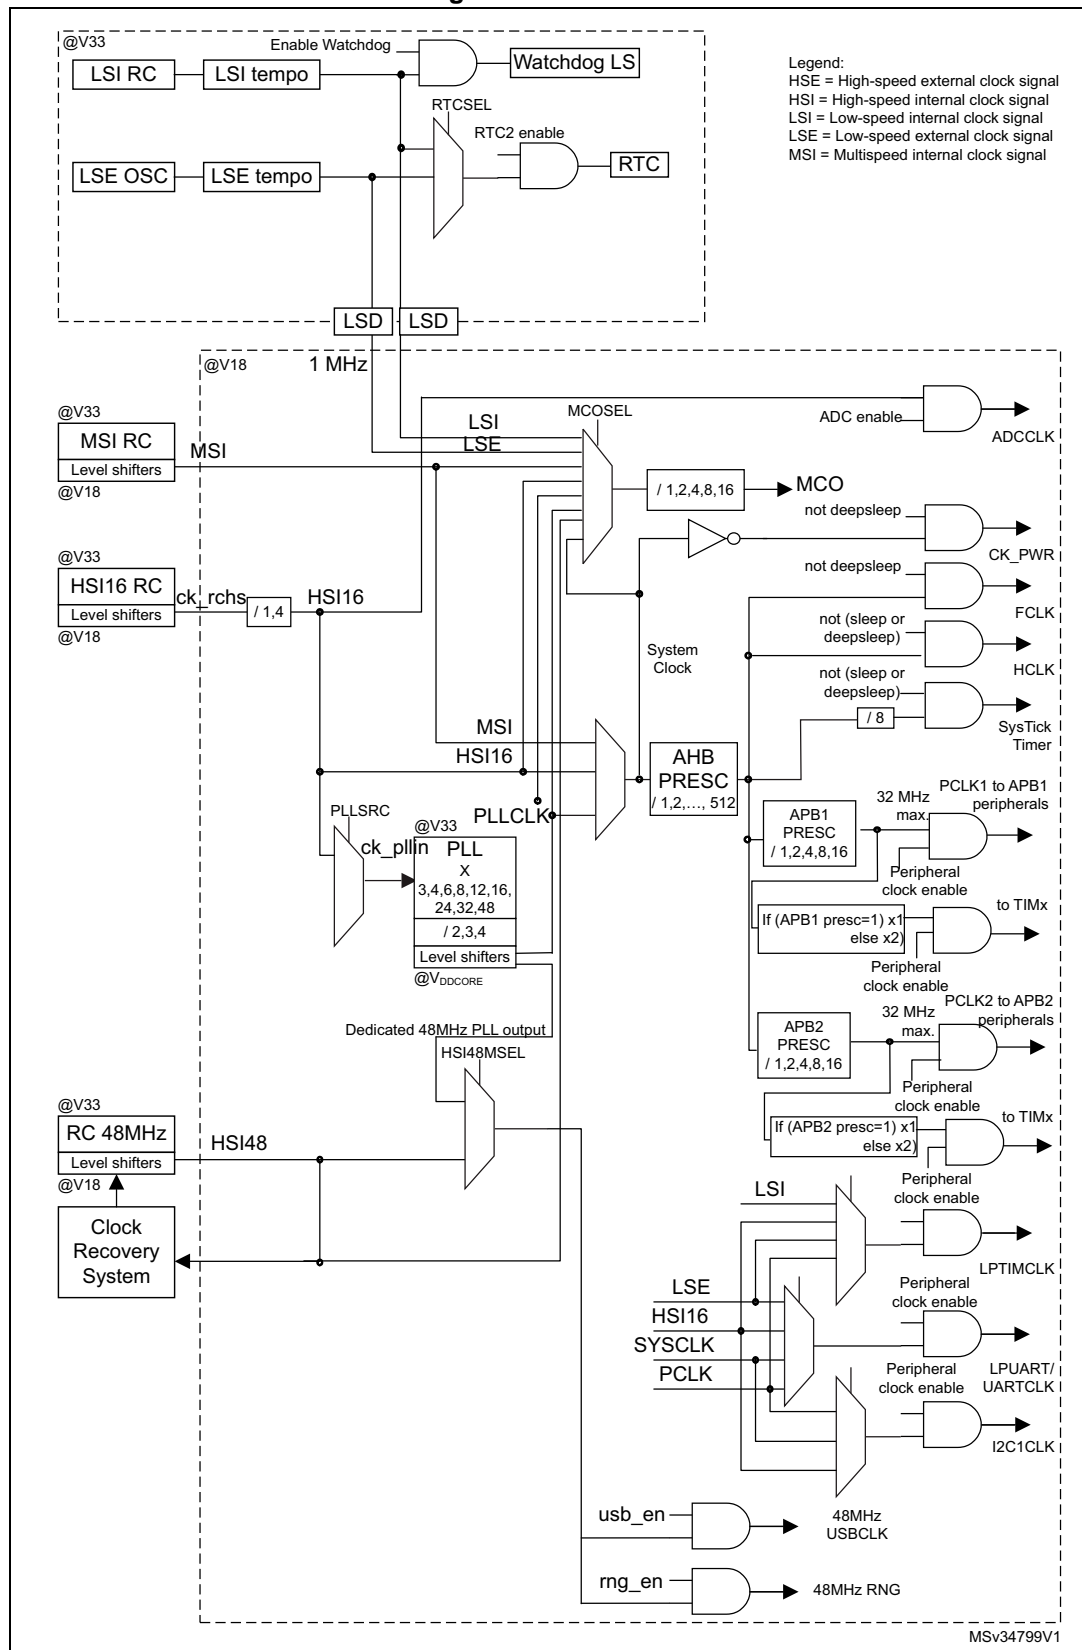 @V33
Enable Watchdog
LSI RC
LSI tempo
Watchdog LS
RTCSEL
RTC2 enable
LSE OSC
LSE tempo
RTC
LSD
LSD
Legend:
HSE = High-speed external clock signal
HSI = High-speed internal clock signal
LSI = Low-speed internal clock signal
LSE = Low-speed external clock signal
MSI = Multispeed internal clock signal
@V18
1 MHz
@V33
MSI RC
Level shifters
@V18
MSI
LSI
LSE
MCOSEL
/ 1,2,4,8,16
MCO
ADC enable
ADCCLK
not deepsleep
CK_PWR
@V33
HSI16 RC
Level shifters
@V18
ck_rchs
/ 1,4
HSI16
not deepsleep
FCLK
not (sleep or
deepsleep)
HCLK
System
Clock
not (sleep or
deepsleep)
/ 8
SysTick
Timer
MSI
HSI16
PLLCLK
AHB
PRESC
/ 1,2,…, 512
PLLSRC
ck_pllin
@V33
PLL
X
3,4,6,8,12,16,
24,32,48
/ 2,3,4
Level shifters
@VDDCORE
APB1
PRESC
/ 1,2,4,8,16
32 MHz
max.
PCLK1 to APB1
peripherals
Peripheral
clock enable
If (APB1 presc=1) x1
else x2)
to TIMx
Peripheral
clock enable
APB2
PRESC
/ 1,2,4,8,16
32 MHz
max.
PCLK2 to APB2
peripherals
Peripheral
clock enable
If (APB2 presc=1) x1
else x2)
to TIMx
Peripheral
clock enable
Dedicated 48MHz PLL output
HSI48MSEL
@V33
RC 48MHz
Level shifters
@V18
HSI48
Clock
Recovery
System
LSI
LPTIMCLK
LSE
HSI16
SYSCLK
PCLK
Peripheral
clock enable
LPUART/
UARTCLK
Peripheral
clock enable
I2C1CLK
usb_en
48MHz
USBCLK
rng_en
48MHz RNG
MSv34799V1